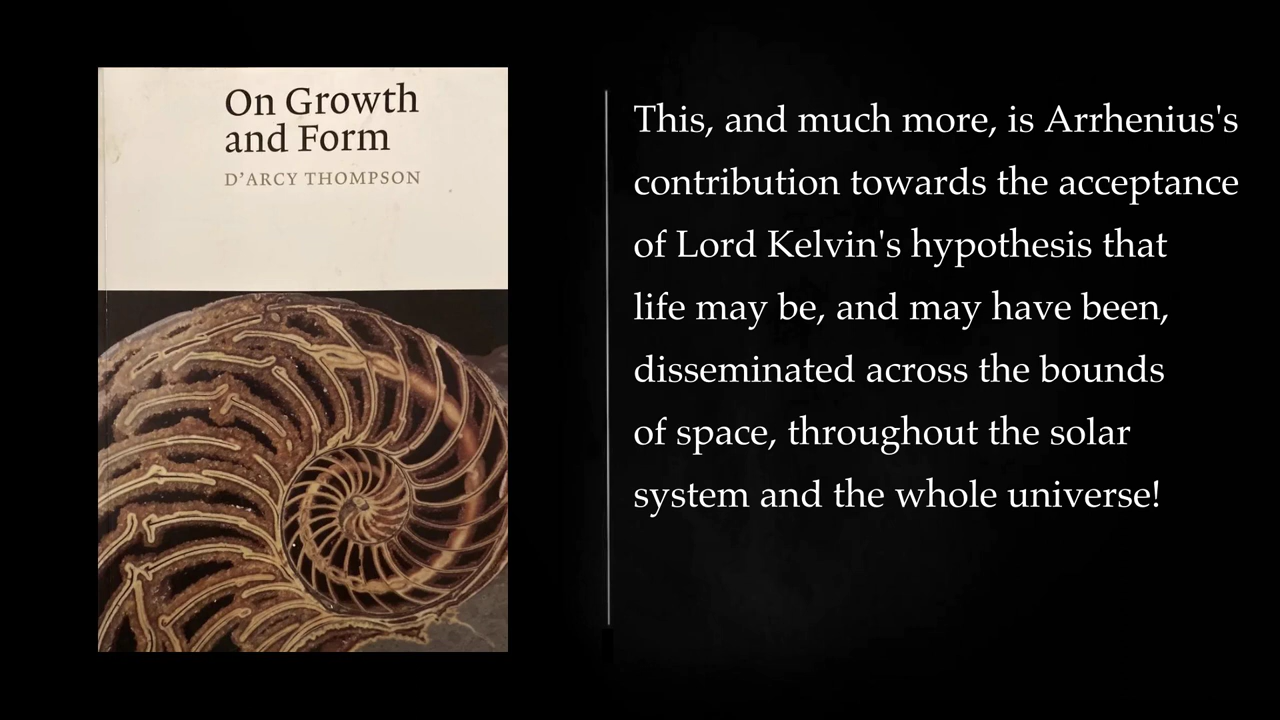 On Growth
and Form
D'ARCY THOMPSON
This, and much more, is Arrhenius's
contribution towards the acceptance
of Lord Kelvin's hypothesis that
life may be, and may have been,
disseminated across the bounds
of space, throughout the solar
system and the whole universe!